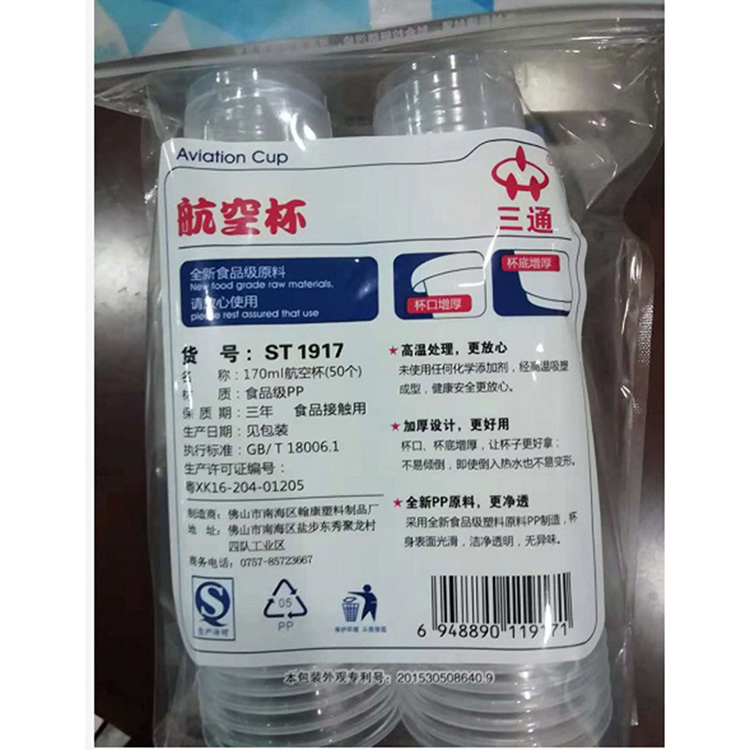 Aviation Cup
航空杯
三通
全新食品级原料
New food grade raw materials,
请放心使用
please rest assured that use
杯口增厚
杯底增厚
货 号：ST 1917
名 称：170ml航空杯(50个)
材 质：食品级PP
保 质 期：三年 食品接触用
生产日期：见包装
执行标准：GB/T 18006.1
生产许可证编号：
粤XK16-204-01205
制造商：佛山市南海区翰康塑料制品厂
地 址：佛山市南海区盐步东秀聚龙村
四队工业区
商务电话：0757-85723667
★高温处理，更放心
未使用任何化学添加剂，经高温吸塑
成型，健康安全更放心。
★加厚设计，更好用
杯口、杯底增厚，让杯子更好拿；
不易倾倒，即使倒入热水也不易变形。
★全新PP原料，更净透
采用全新食品级塑料原料PP制造，杯
身表面光滑，洁净透明，无异味。
生产许可
05
PP
保护环境 从我做起
6 948890 119171
本包装外观专利号：201530508640.9